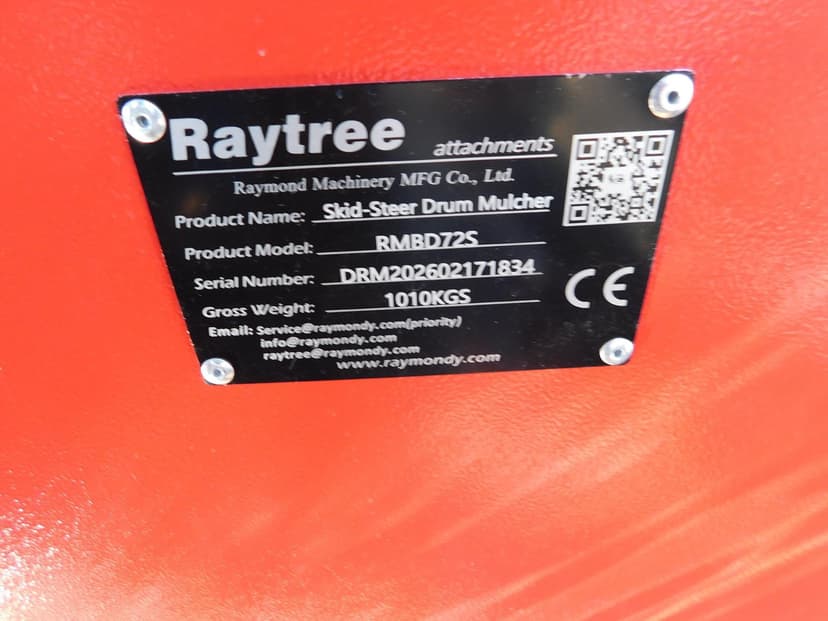 Raytree attachments
Raymond Machinery MFG Co., Ltd.
Product Name: Skid-Steer Drum Mulcher
Product Model: RMBD72S
Serial Number: DRM202602171834
Gross Weight: 1010KGS
Email: Service@raymondy.com(priority)
info@raymondy.com
raytree@raymondy.com
www.raymondy.com
CE